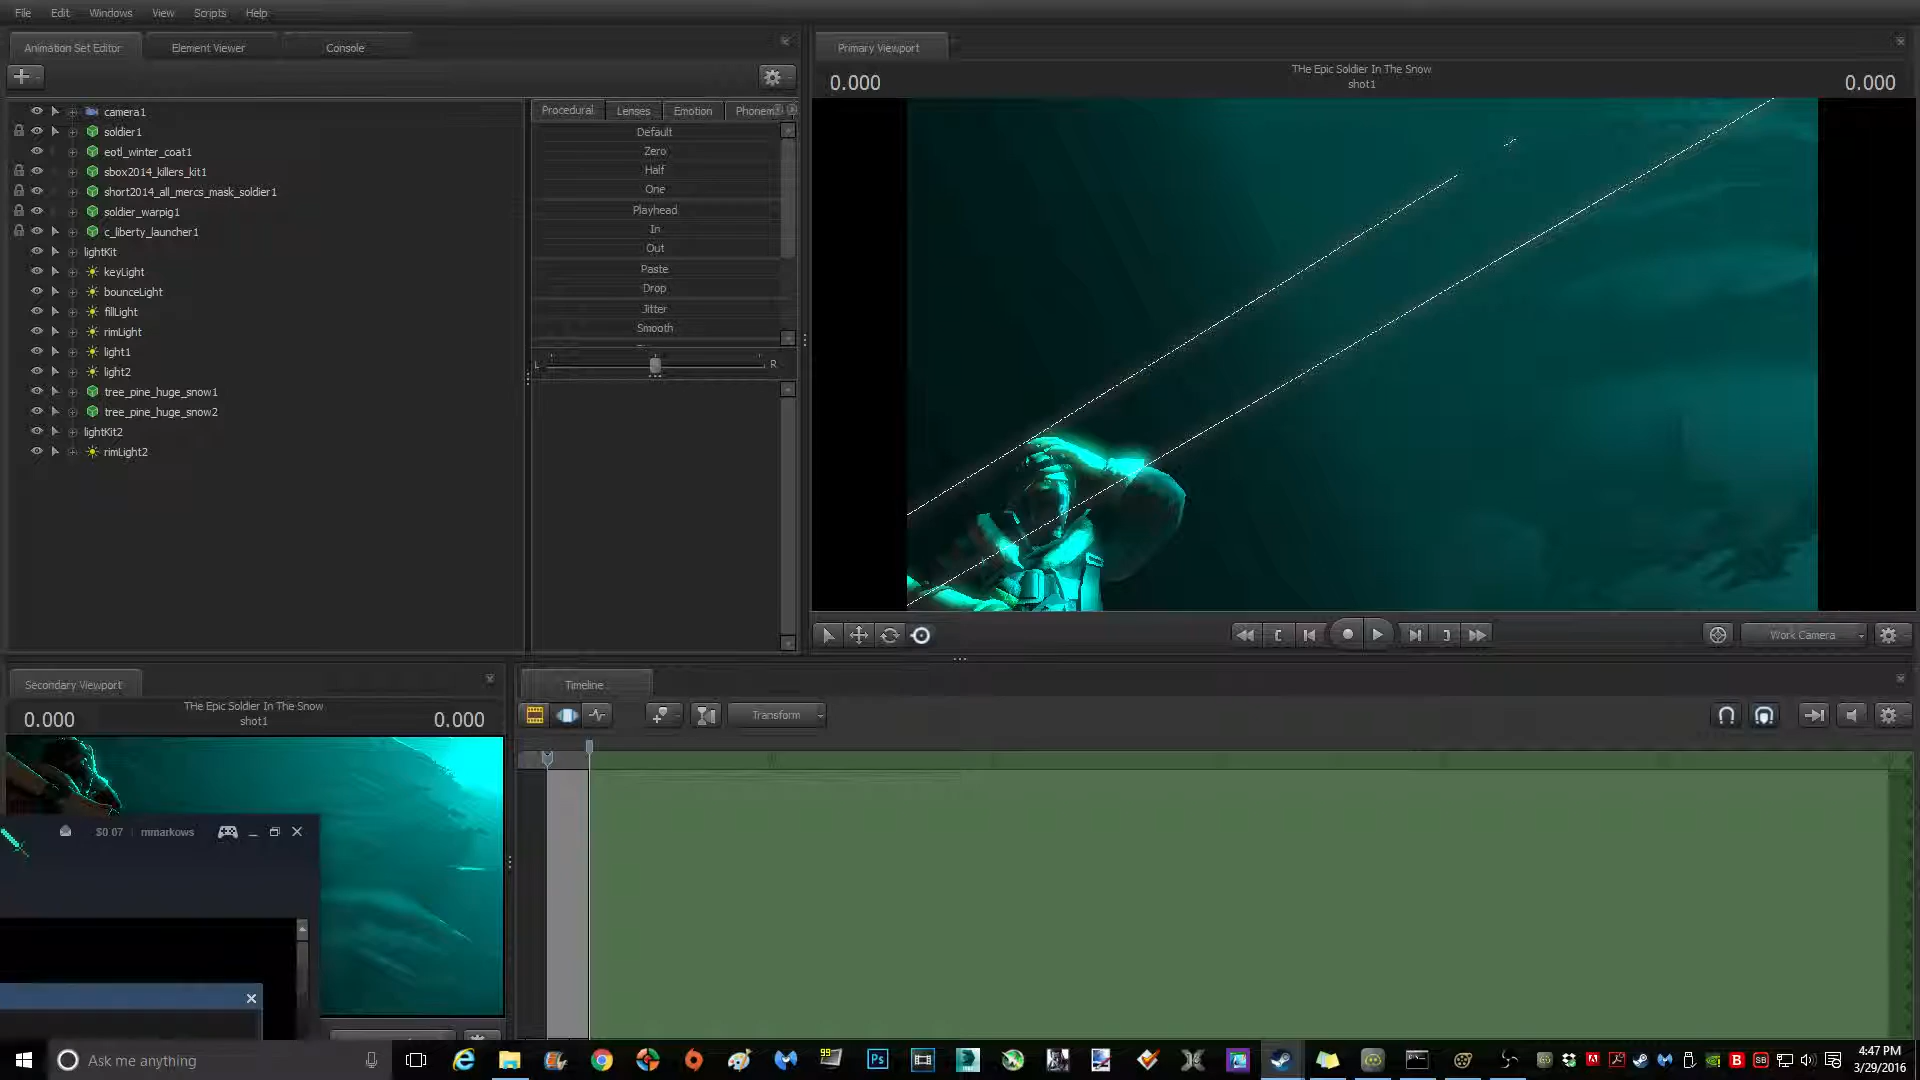 File Edit Windows View Scripts Help
Animation Set Editor Element Viewer Console
Primary Viewport
THe Epic Soldier In The Snow
0.000 shot1 0.000
camera1
soldier1
eotl_winter_coat1
sbox2014_killers_kit1
short2014_all_mercs_mask_soldier1
soldier_warpig1
c_liberty_launcher1
lightKit
keyLight
bounceLight
fillLight
rimLight
light1
light2
tree_pine_huge_snow1
tree_pine_huge_snow2
lightKit2
rimLight2
Procedural Lenses Emotion Phonem
Default
Zero
Half
One
Playhead
In
Out
Paste
Drop
Jitter
Smooth
L R
Work Camera
Secondary Viewport
THe Epic Soldier In The Snow
0.000 shot1 0.000
Timeline
Transform
$0.07 mmarkows
Ask me anything
99
Ps
4:47 PM
3/29/2016